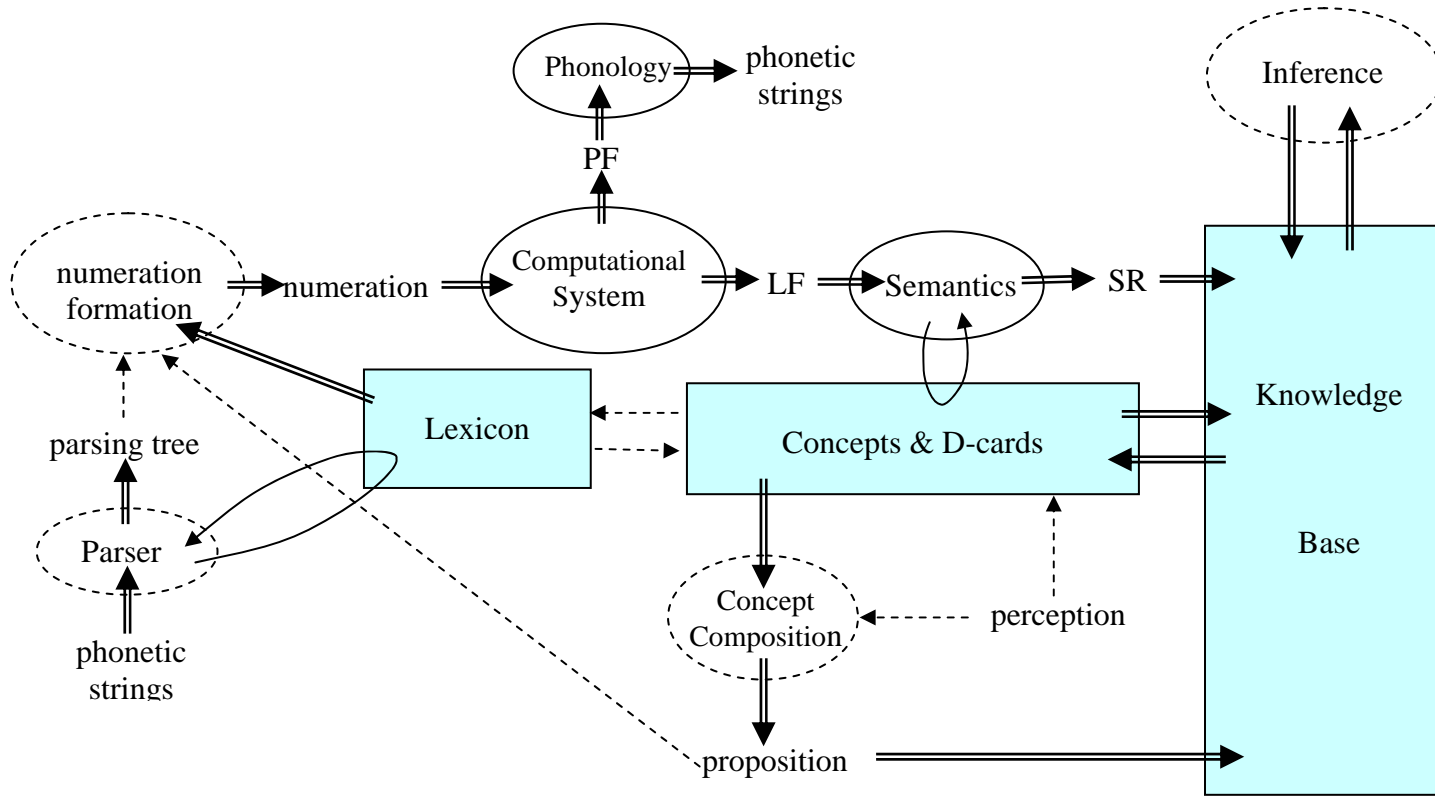 Phonology
phonetic
strings
Inference
PF
numeration
formation
numeration
Computational
System
LF
Semantics
SR
Knowledge
Base
Lexicon
Concepts & D-cards
parsing tree
Parser
phonetic
strings
Concept
Composition
perception
proposition